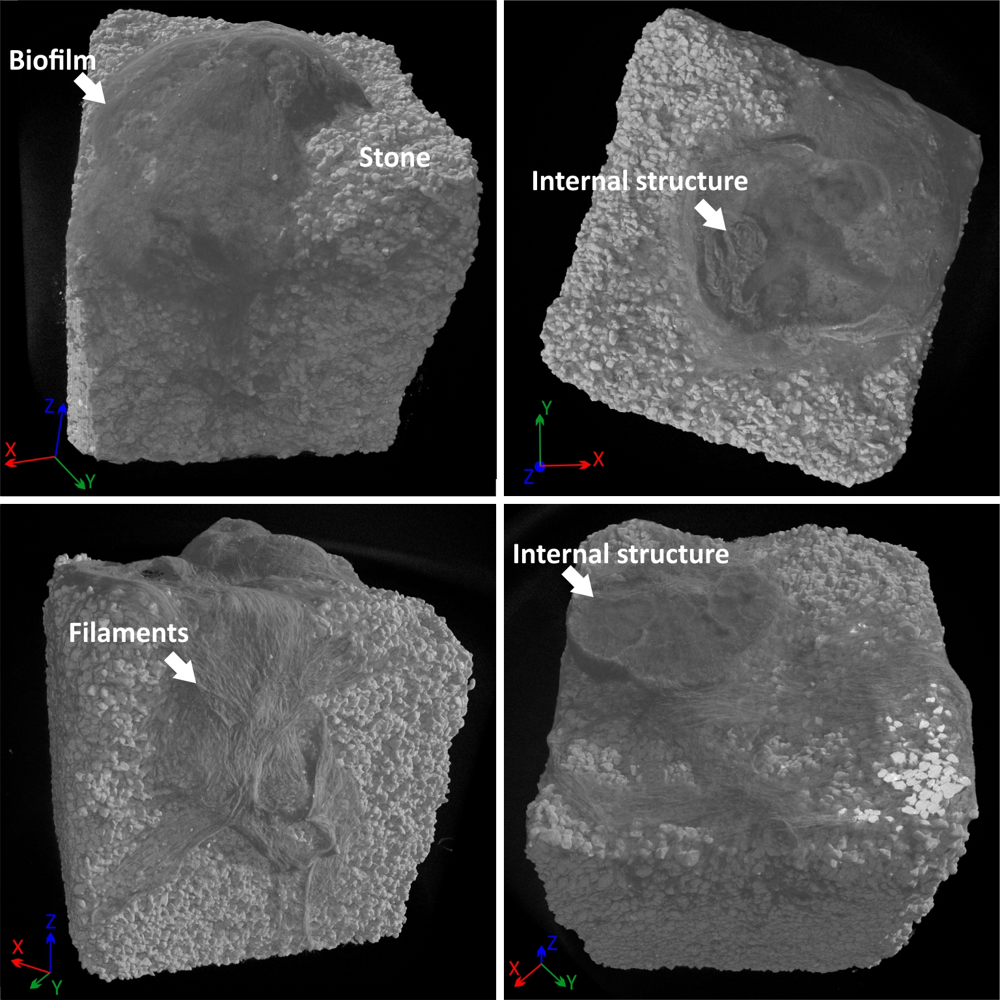 Biofilm
Stone
Z
X
Y
Internal structure
Y
X
Z
Filaments
Z
X
Y
Internal structure
Z
X
Y